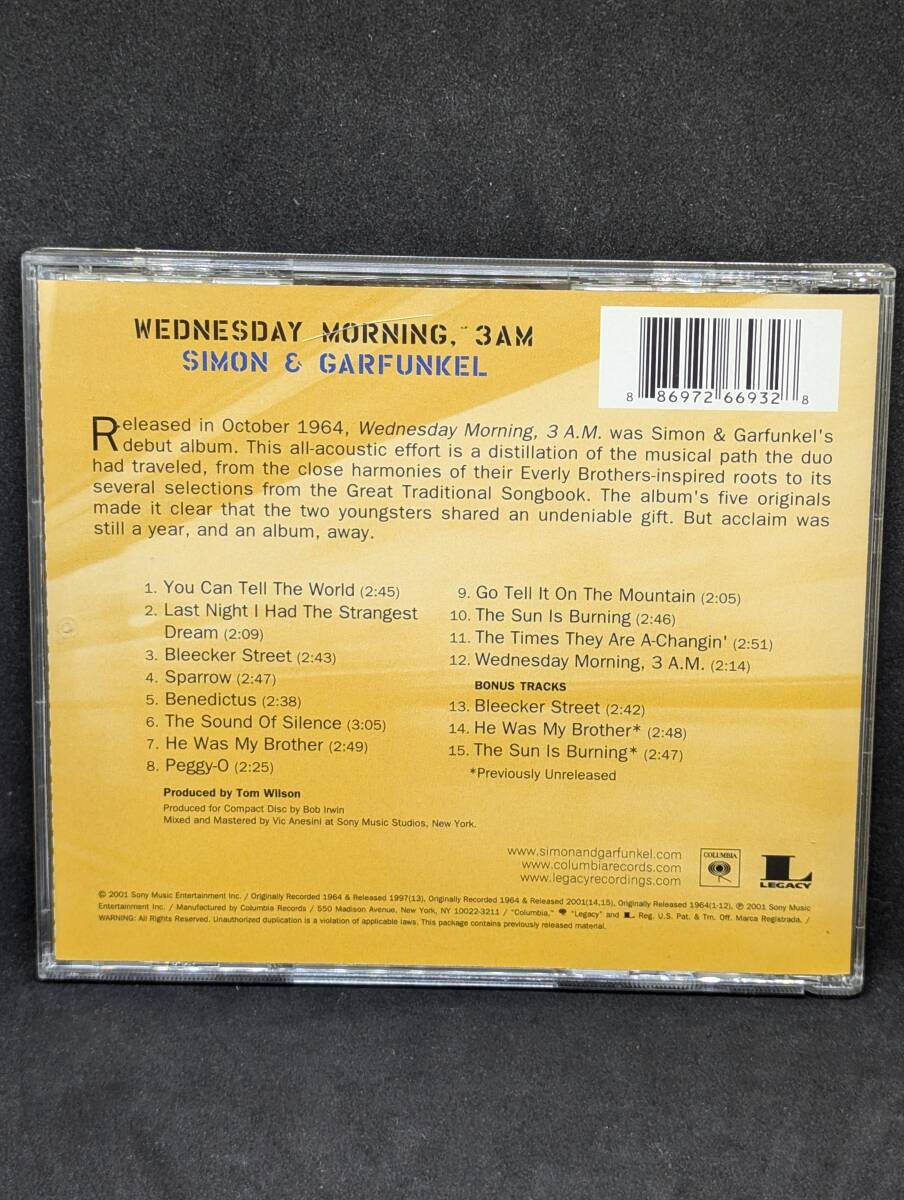 WEDNESDAY MORNING, 3AM
SIMON & GARFUNKEL
8 86972 66932 8
Released in October 1964, Wednesday Morning, 3 A.M. was Simon & Garfunkel's
debut album. This all-acoustic effort is a distillation of the musical path the duo
had traveled, from the close harmonies of their Everly Brothers-inspired roots to its
several selections from the Great Traditional Songbook. The album's five originals
made it clear that the two youngsters shared an undeniable gift. But acclaim was
still a year, and an album, away.
1. You Can Tell The World (2:45)
2. Last Night I Had The Strangest
Dream (2:09)
3. Bleecker Street (2:43)
4. Sparrow (2:47)
5. Benedictus (2:38)
6. The Sound Of Silence (3:05)
7. He Was My Brother (2:49)
8. Peggy-O (2:25)
9. Go Tell It On The Mountain (2:05)
10. The Sun Is Burning (2:46)
11. The Times They Are A-Changin' (2:51)
12. Wednesday Morning, 3 A.M. (2:14)
BONUS TRACKS
13. Bleecker Street (2:42)
14. He Was My Brother* (2:48)
15. The Sun Is Burning* (2:47)
*Previously Unreleased
Produced by Tom Wilson
Produced for Compact Disc by Bob Irwin
Mixed and Mastered by Vic Anesini at Sony Music Studios, New York.
www.simonandgarfunkel.com
www.columbiarecords.com
www.legacyrecordings.com
COLUMBIA
L
LEGACY
© 2001 Sony Music Entertainment Inc. / Originally Recorded 1964 & Released 1997(13), Originally Recorded 1964 & Released 2001(14,15), Originally Released 1964(1-12), ℗ 2001 Sony Music
Entertainment Inc. / Manufactured by Columbia Records / 550 Madison Avenue, New York, NY 10022-3211 / "Columbia," "Legacy" and L Reg. U.S. Pat. & Tm. Off. Marca Registrada. /
WARNING: All Rights Reserved. Unauthorized duplication is a violation of applicable laws. This package contains previously released material.